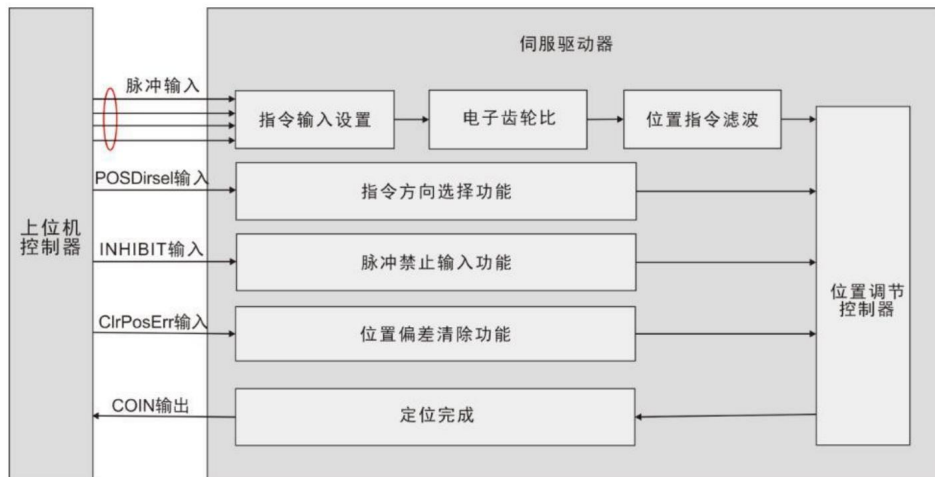 伺服驱动器
脉冲输入
指令输入设置
电子齿轮比
位置指令滤波
POSDirsel输入
指令方向选择功能
上位机
控制器
INHIBIT输入
脉冲禁止输入功能
位置调节
控制器
ClrPosErr输入
位置偏差清除功能
COIN输出
定位完成